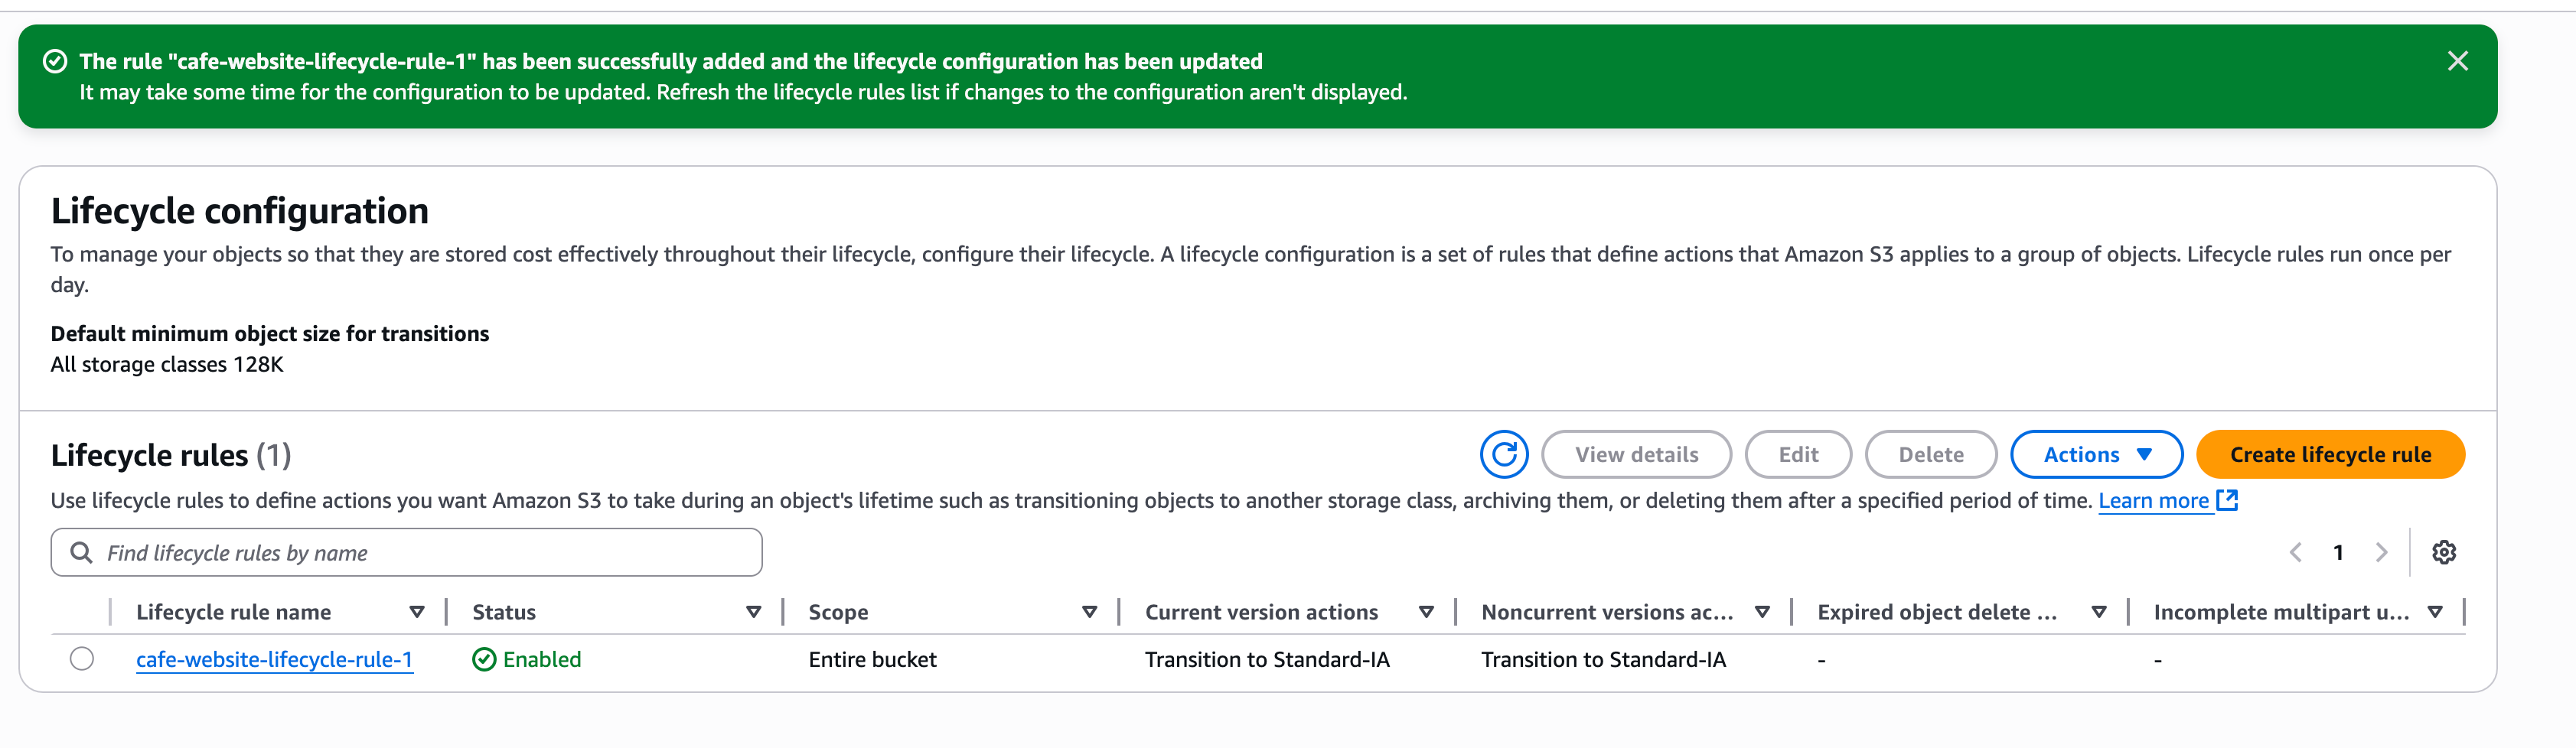 The rule "cafe-website-lifecycle-rule-1" has been successfully added and the lifecycle configuration has been updated
It may take some time for the configuration to be updated. Refresh the lifecycle rules list if changes to the configuration aren't displayed.
Lifecycle configuration
To manage your objects so that they are stored cost effectively throughout their lifecycle, configure their lifecycle. A lifecycle configuration is a set of rules that define actions that Amazon S3 applies to a group of objects. Lifecycle rules run once per
day.
Default minimum object size for transitions
All storage classes 128K
Lifecycle rules (1)
View details
Edit
Delete
Actions
Create lifecycle rule
Use lifecycle rules to define actions you want Amazon S3 to take during an object's lifetime such as transitioning objects to another storage class, archiving them, or deleting them after a specified period of time. Learn more
Find lifecycle rules by name
1
Lifecycle rule name Status Scope Current version actions Noncurrent versions ac... Expired object delete ... Incomplete multipart u...
cafe-website-lifecycle-rule-1 Enabled Entire bucket Transition to Standard-IA Transition to Standard-IA - -